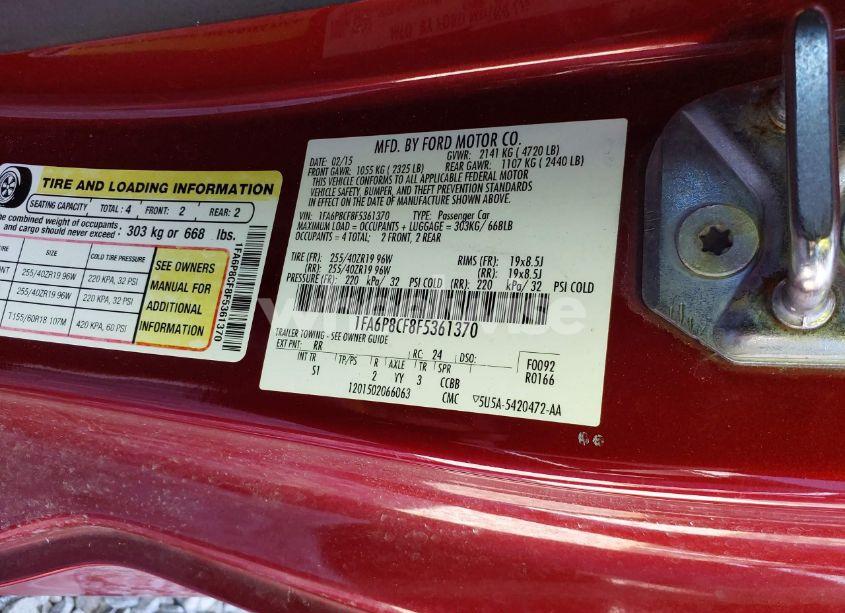 TIRE AND LOADING INFORMATION
SEATING CAPACITY TOTAL: 4 FRONT: 2 REAR: 2
he combined weight of occupants
and cargo should never exceed 303 kg or 668 lbs.
IRE SIZE COLD TIRE PRESSURE
NT 255/40ZR19 96W 220 KPA, 32 PSI
255/40ZR19 96W 220 KPA, 32 PSI
T155/60R18 107M 420 KPA, 60 PSI
SEE OWNERS
MANUAL FOR
ADDITIONAL
INFORMATION
1FA6P8CF8F5361370
MFD. BY FORD MOTOR CO.
DATE: 02/15 GVWR: 2141 KG ( 4720 LB)
FRONT GAWR: 1055 KG ( 2325 LB) REAR GAWR: 1107 KG ( 2440 LB)
THIS VEHICLE CONFORMS TO ALL APPLICABLE FEDERAL MOTOR
VEHICLE SAFETY, BUMPER, AND THEFT PREVENTION STANDARDS
IN EFFECT ON THE DATE OF MANUFACTURE SHOWN ABOVE.
VIN: 1FA6P8CF8F5361370 TYPE: Passenger Car
MAXIMUM LOAD = OCCUPANTS + LUGGAGE = 303KG/ 668LB
OCCUPANTS = 4 TOTAL: 2 FRONT, 2 REAR
TIRE (FR): 255/40ZR19 96W RIMS (FR): 19x8.5J
(RR): 255/40ZR19 96W (RR): 19x8.5J
PRESSURE (FR): 220 kPa/ 32 PSI COLD (RR): 220 kPa/ 32 PSI COLD
1FA6P8CF8F5361370
TRAILER TOWING - SEE OWNER GUIDE
EXT PNT: RR RC: 24 DSO: F0092
INT TR TP/PS R AXLE TR SPR R0166
S1 2 VY 3 CCBB
1201502066063 CMC ▽5U5A-5420472-AA